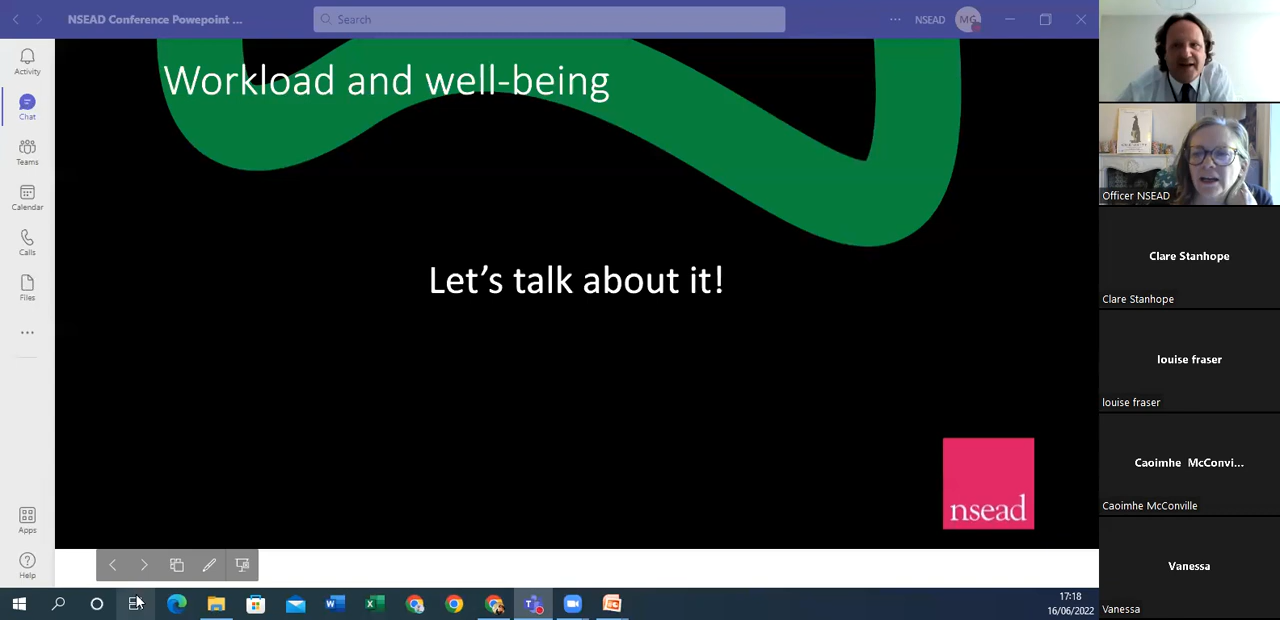 NSEAD Conference Powepoint ...
Search
NSEAD
MG
Activity
Chat
Teams
Calendar
Calls
Files
Apps
Help
Workload and well-being
Let's talk about it!
nsead
Officer NSEAD
Clare Stanhope
Clare Stanhope
louise fraser
louise fraser
Caoimhe McConvi...
Caoimhe McConville
Vanessa
Vanessa
17:18
16/06/2022